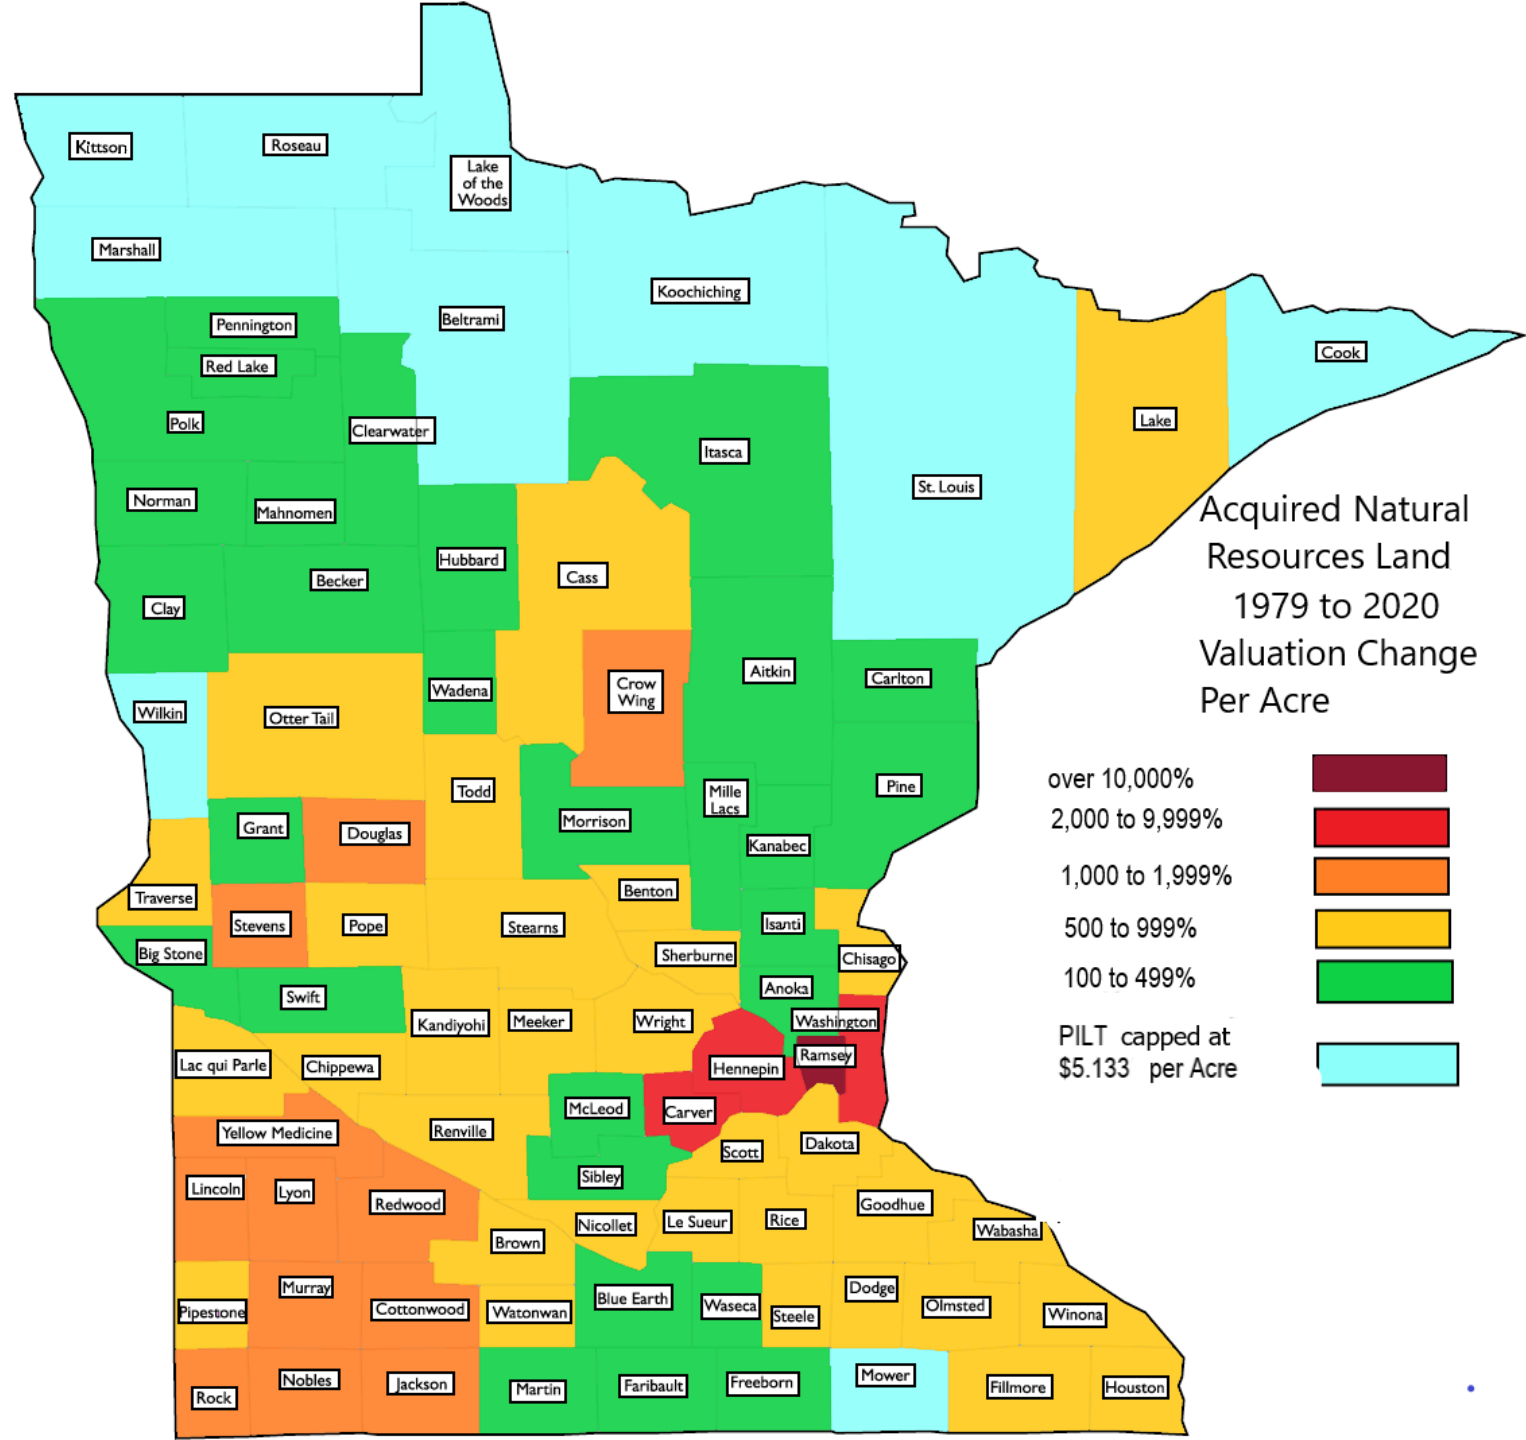 Kittson
Roseau
Lake
of the
Woods
Marshall
Koochiching
Pennington
Beltrami
Red Lake
Cook
Polk
Clearwater
Lake
Itasca
St. Louis
Norman
Mahnomen
Hubbard
Cass
Becker
Clay
Acquired Natural
Resources Land
1979 to 2020
Valuation Change
Per Acre
Aitkin
Carlton
Wadena
Crow
Wing
Wilkin
Otter Tail
Todd
Mille
Lacs
Pine
Grant
Douglas
Morrison
Kanabec
over 10,000%
2,000 to 9,999%
1,000 to 1,999%
500 to 999%
100 to 499%
PILT capped at
$5.133 per Acre
Traverse
Benton
Stevens
Pope
Stearns
Isanti
Big Stone
Sherburne
Chisago
Swift
Anoka
Kandiyohi
Meeker
Wright
Washington
Lac qui Parle
Chippewa
Hennepin
Ramsey
McLeod
Carver
Yellow Medicine
Renville
Scott
Dakota
Sibley
Lincoln
Lyon
Redwood
Nicollet
Le Sueur
Rice
Goodhue
Wabasha
Brown
Murray
Pipestone
Cottonwood
Watonwan
Blue Earth
Waseca
Steele
Dodge
Olmsted
Winona
Rock
Nobles
Jackson
Martin
Faribault
Freeborn
Mower
Fillmore
Houston